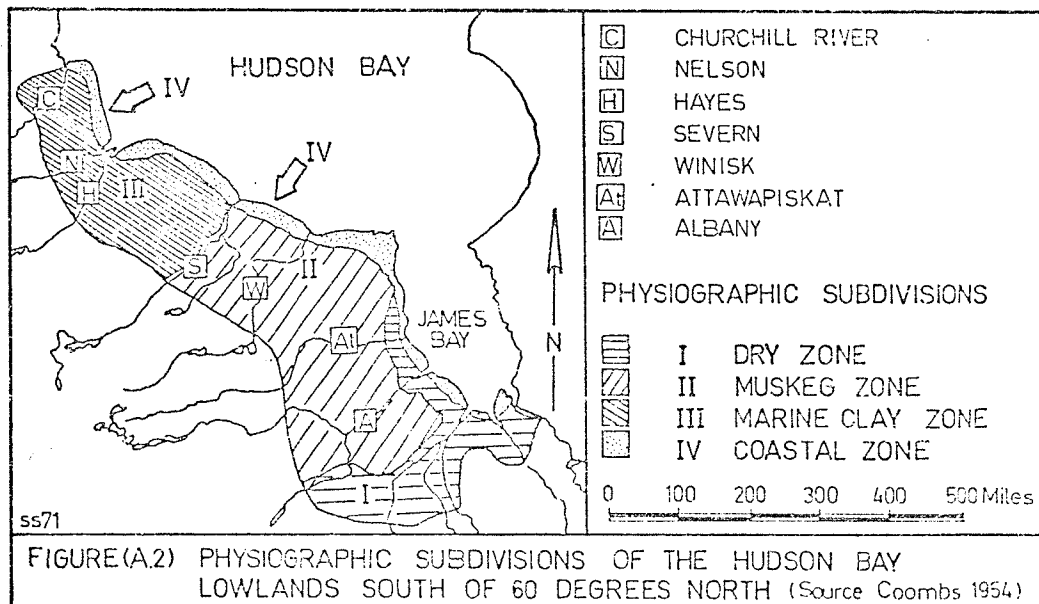 HUDSON BAY
IV
IV
C
N
H
III
S
W
II
At
JAMES
BAY
A
I
N
ss71
C CHURCHILL RIVER
N NELSON
H HAYES
S SEVERN
W WINISK
At ATTAWAPISKAT
A ALBANY
PHYSIOGRAPHIC SUBDIVISIONS
I DRY ZONE
II MUSKEG ZONE
III MARINE CLAY ZONE
IV COASTAL ZONE
0 100 200 300 400 500 Miles
FIGURE (A.2) PHYSIOGRAPHIC SUBDIVISIONS OF THE HUDSON BAY
LOWLANDS SOUTH OF 60 DEGREES NORTH (Source Coombs 1954)